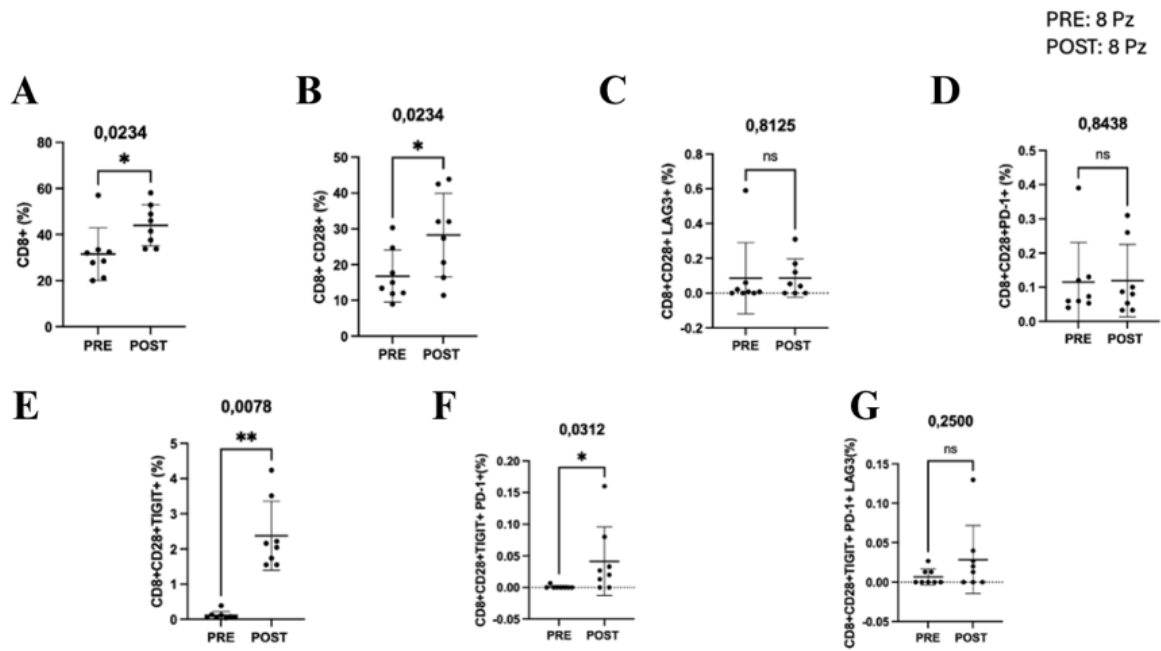 PRE: 8 Pz
POST: 8 Pz
A
0,0234
*
CD8+ (%)
80
60
40
20
0
PRE POST
B
0,0234
*
CD8+ CD28+ (%)
50
40
30
20
10
0
PRE POST
C
0,8125
ns
CD8+CD28+ LAG3+ (%)
0.8
0.6
0.4
0.2
0.0
-0.2
PRE POST
D
0,8438
ns
CD8+CD28+PD-1+ (%)
0.5
0.4
0.3
0.2
0.1
0.0
PRE POST
E
0,0078
**
CD8+CD28+TIGIT+ (%)
5
4
3
2
1
0
PRE POST
F
0,0312
*
CD8+CD28+TIGIT+ PD-1+(%)
0.20
0.15
0.10
0.05
0.00
-0.05
PRE POST
G
0,2500
ns
CD8+CD28+TIGIT+ PD-1+ LAG3(%)
0.15
0.10
0.05
0.00
-0.05
PRE POST